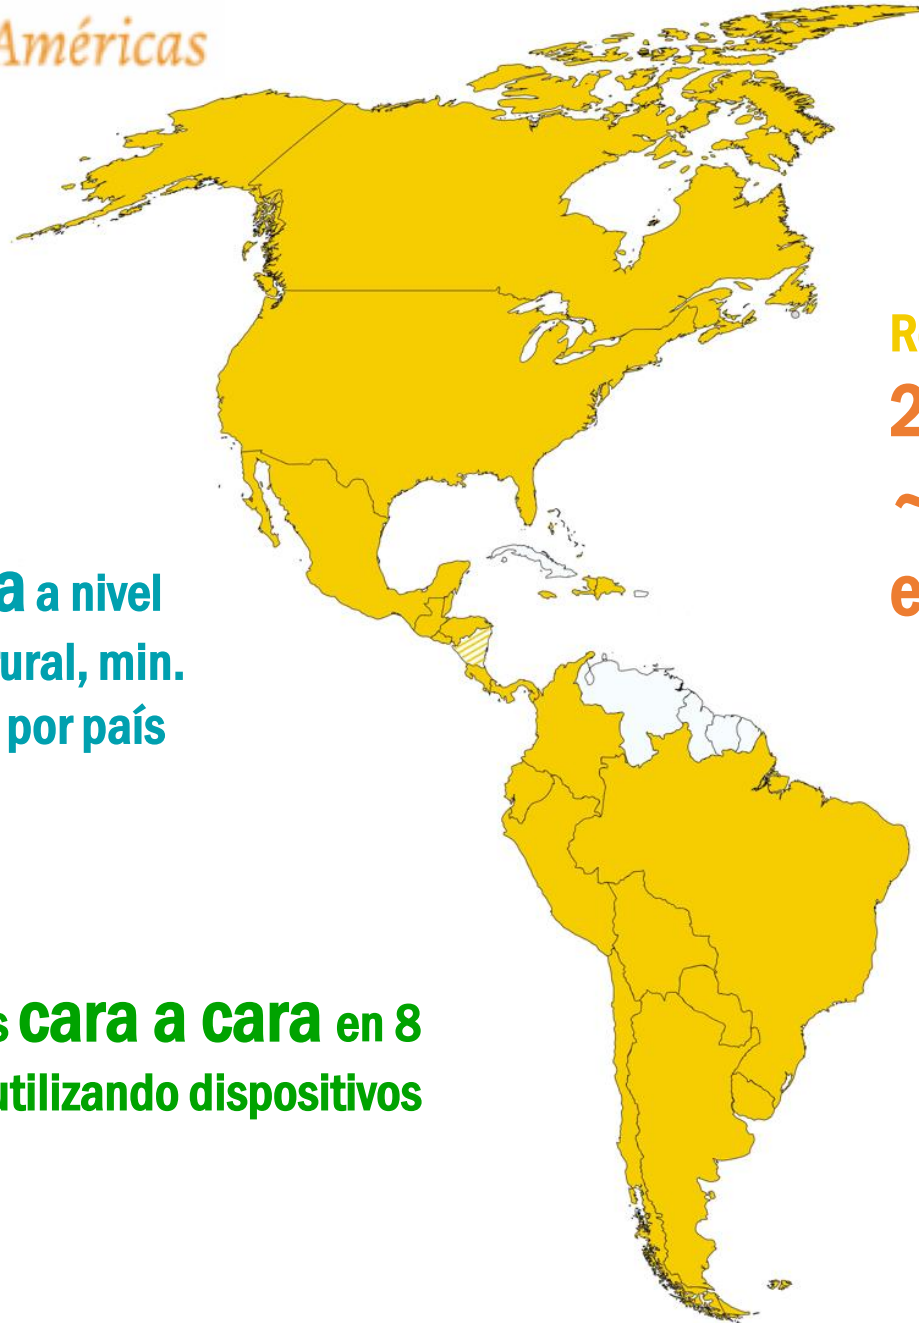 Américas
a a nivel
ural, min.
por país
s cara a cara en 8
utilizando dispositivos
R
2
~
e